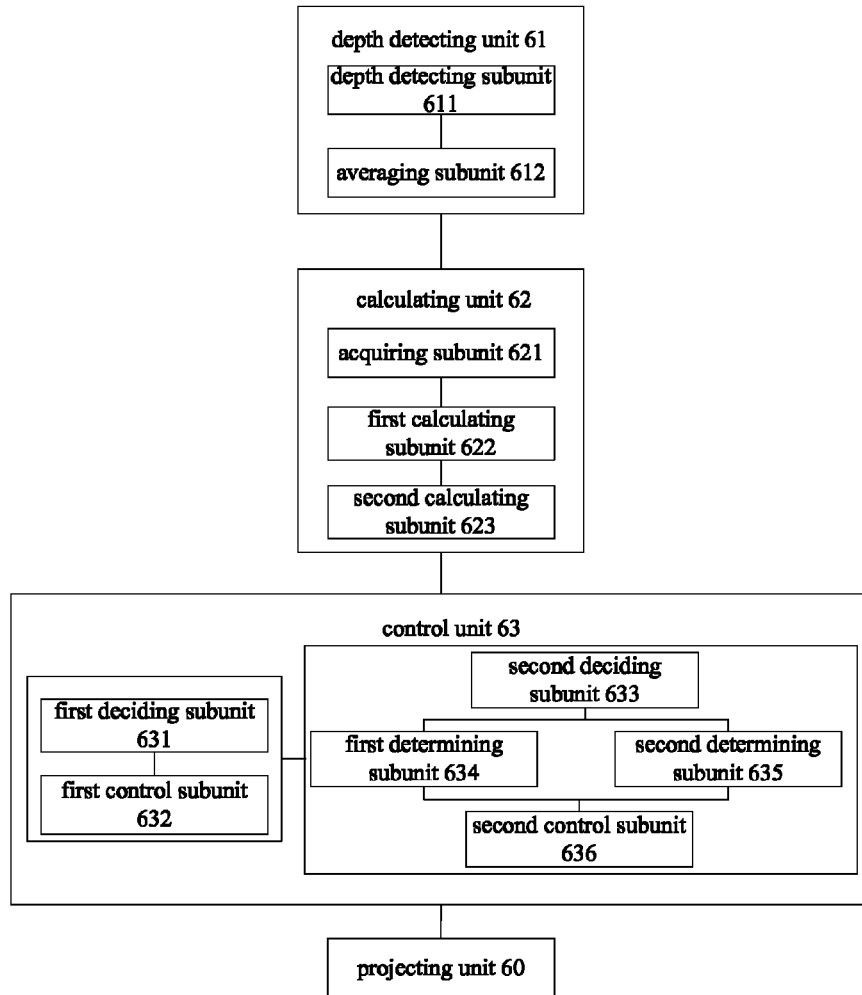 depth detecting unit 61
depth detecting subunit
611
averaging subunit 612
calculating unit 62
acquiring subunit 621
first calculating
subunit 622
second calculating
subunit 623
control unit 63
first deciding subunit
631
first control subunit
632
second deciding
subunit 633
first determining
subunit 634
second determining
subunit 635
second control subunit
636
projecting unit 60